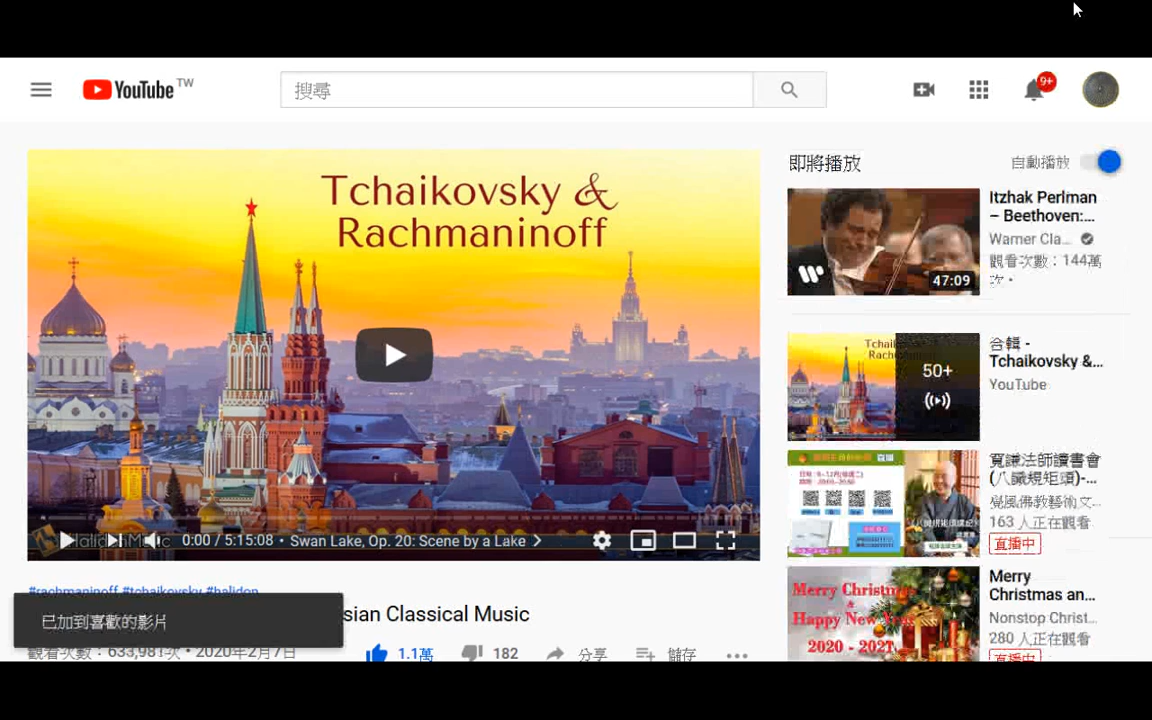 YouTube TW
搜尋
9+
Tchaikovsky &
Rachmaninoff
0:00 / 5:15:08 • Swan Lake, Op. 20: Scene by a Lake
#rachmaninoff #tchaikovsky #halidon
sian Classical Music
已加到喜歡的影片
觀看次數：633,981次 • 2020年2月7日
1.1萬
182
分享
儲存
即將播放
自動播放
47:09
Itzhak Perlman
– Beethoven:...
Warner Cla...
觀看次數：144萬
次 •
50+
合輯 -
Tchaikovsky &...
YouTube
寬謙法師讀書會
(八識規矩頌)-...
覺風佛教藝術文...
163 人正在觀看
直播中
Merry Christmas
&
Happy New Year
2020 - 2021
Merry
Christmas an...
Nonstop Christ...
280 人正在觀看
直播中